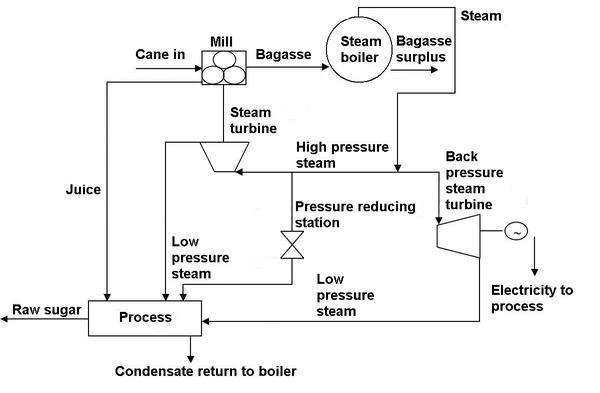 Steam
Mill
Cane in
Bagasse
Steam
boiler
Bagasse
surplus
Steam
turbine
High pressure
steam
Back
pressure
steam
turbine
Juice
Pressure reducing
station
~
Low
pressure
steam
Low
pressure
steam
Electricity to
process
Raw sugar
Process
Condensate return to boiler